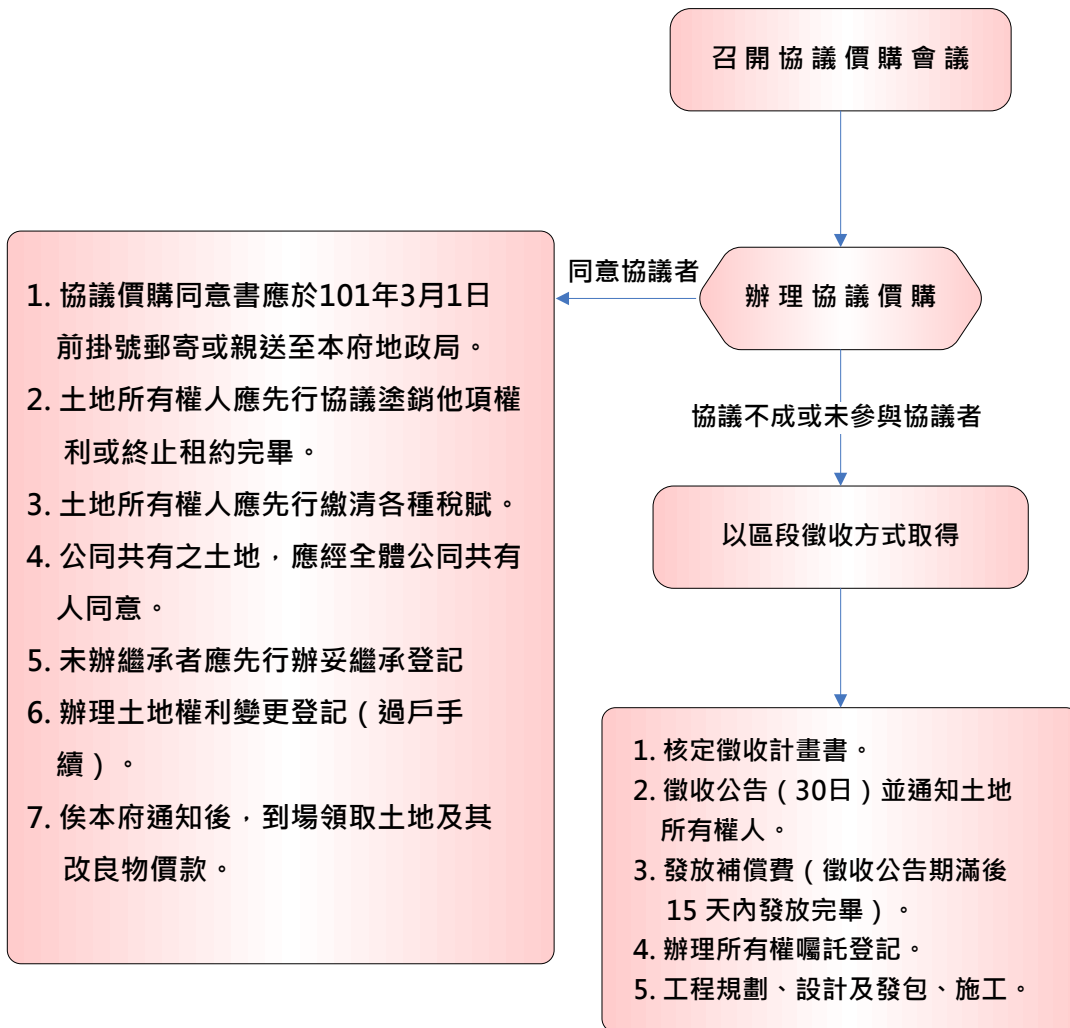 召開協議價購會議
同意協議者
辦理協議價購
1. 協議價購同意書應於101年3月1日
前掛號郵寄或親送至本府地政局。
2. 土地所有權人應先行協議塗銷他項權
利或終止租約完畢。
3. 土地所有權人應先行繳清各種稅賦。
4. 公同共有之土地，應經全體公同共有
人同意。
5. 未辦繼承者應先行辦妥繼承登記
6. 辦理土地權利變更登記（過戶手
續）。
7. 俟本府通知後，到場領取土地及其
改良物價款。
協議不成或未參與協議者
以區段徵收方式取得
1. 核定徵收計畫書。
2. 徵收公告（30日）並通知土地
所有權人。
3. 發放補償費（徵收公告期滿後
15 天內發放完畢）。
4. 辦理所有權囑託登記。
5. 工程規劃、設計及發包、施工。